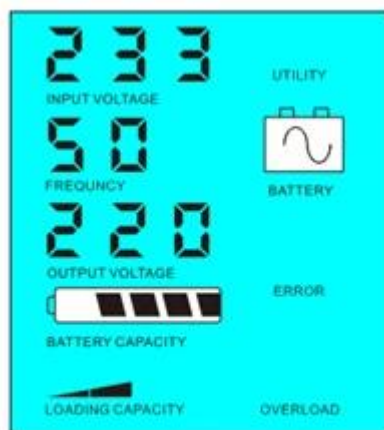 233
INPUT VOLTAGE
UTILITY
50
FREQUNCY
BATTERY
220
OUTPUT VOLTAGE
ERROR
BATTERY CAPACITY
LOADING CAPACITY
OVERLOAD